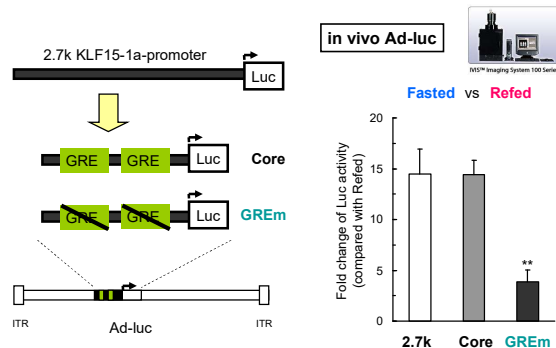 2.7k KLF15-1a-promoter
Luc
GRE GRE Luc Core
GRE GRE Luc GREm
ITR ITR
Ad-luc
in vivo Ad-luc
IVIS™ Imaging System 100 Serie
Fasted vs Refed
Fold change of Luc activity
(compared with Refed)
20
15
10
5
0
**
2.7k Core GREm